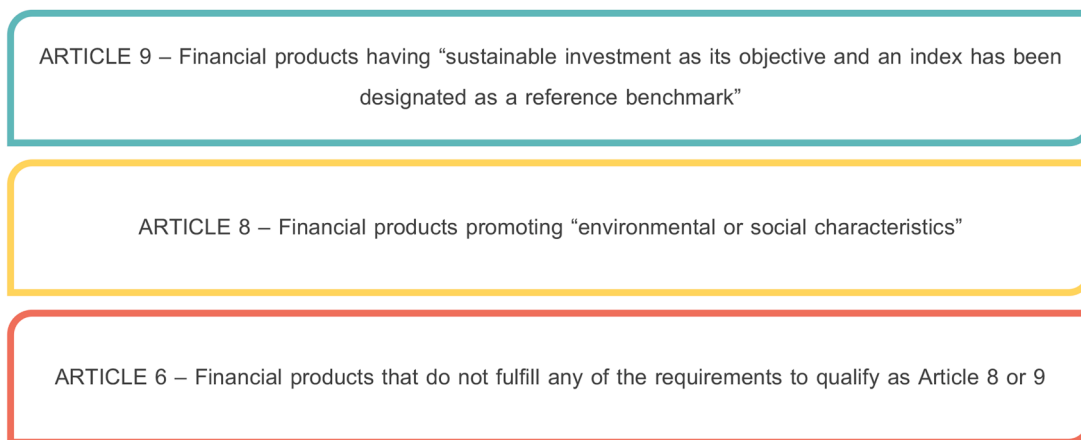 ARTICLE 9 – Financial products having “sustainable investment as its objective and an index has been
designated as a reference benchmark”
ARTICLE 8 – Financial products promoting “environmental or social characteristics”
ARTICLE 6 – Financial products that do not fulfill any of the requirements to qualify as Article 8 or 9